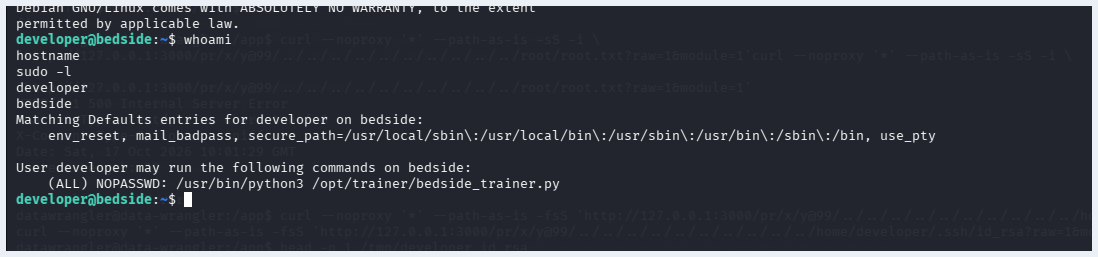 Debian GNU/Linux comes with ABSOLUTELY NO WARRANTY, to the extent
permitted by applicable law.
developer@bedside:~$ whoami
hostname
sudo -l
developer
bedside
Matching Defaults entries for developer on bedside:
    env_reset, mail_badpass, secure_path=/usr/local/sbin\:/usr/local/bin\:/usr/sbin\:/usr/bin\:/sbin\:/bin, use_pty
User developer may run the following commands on bedside:
    (ALL) NOPASSWD: /usr/bin/python3 /opt/trainer/bedside_trainer.py
developer@bedside:~$